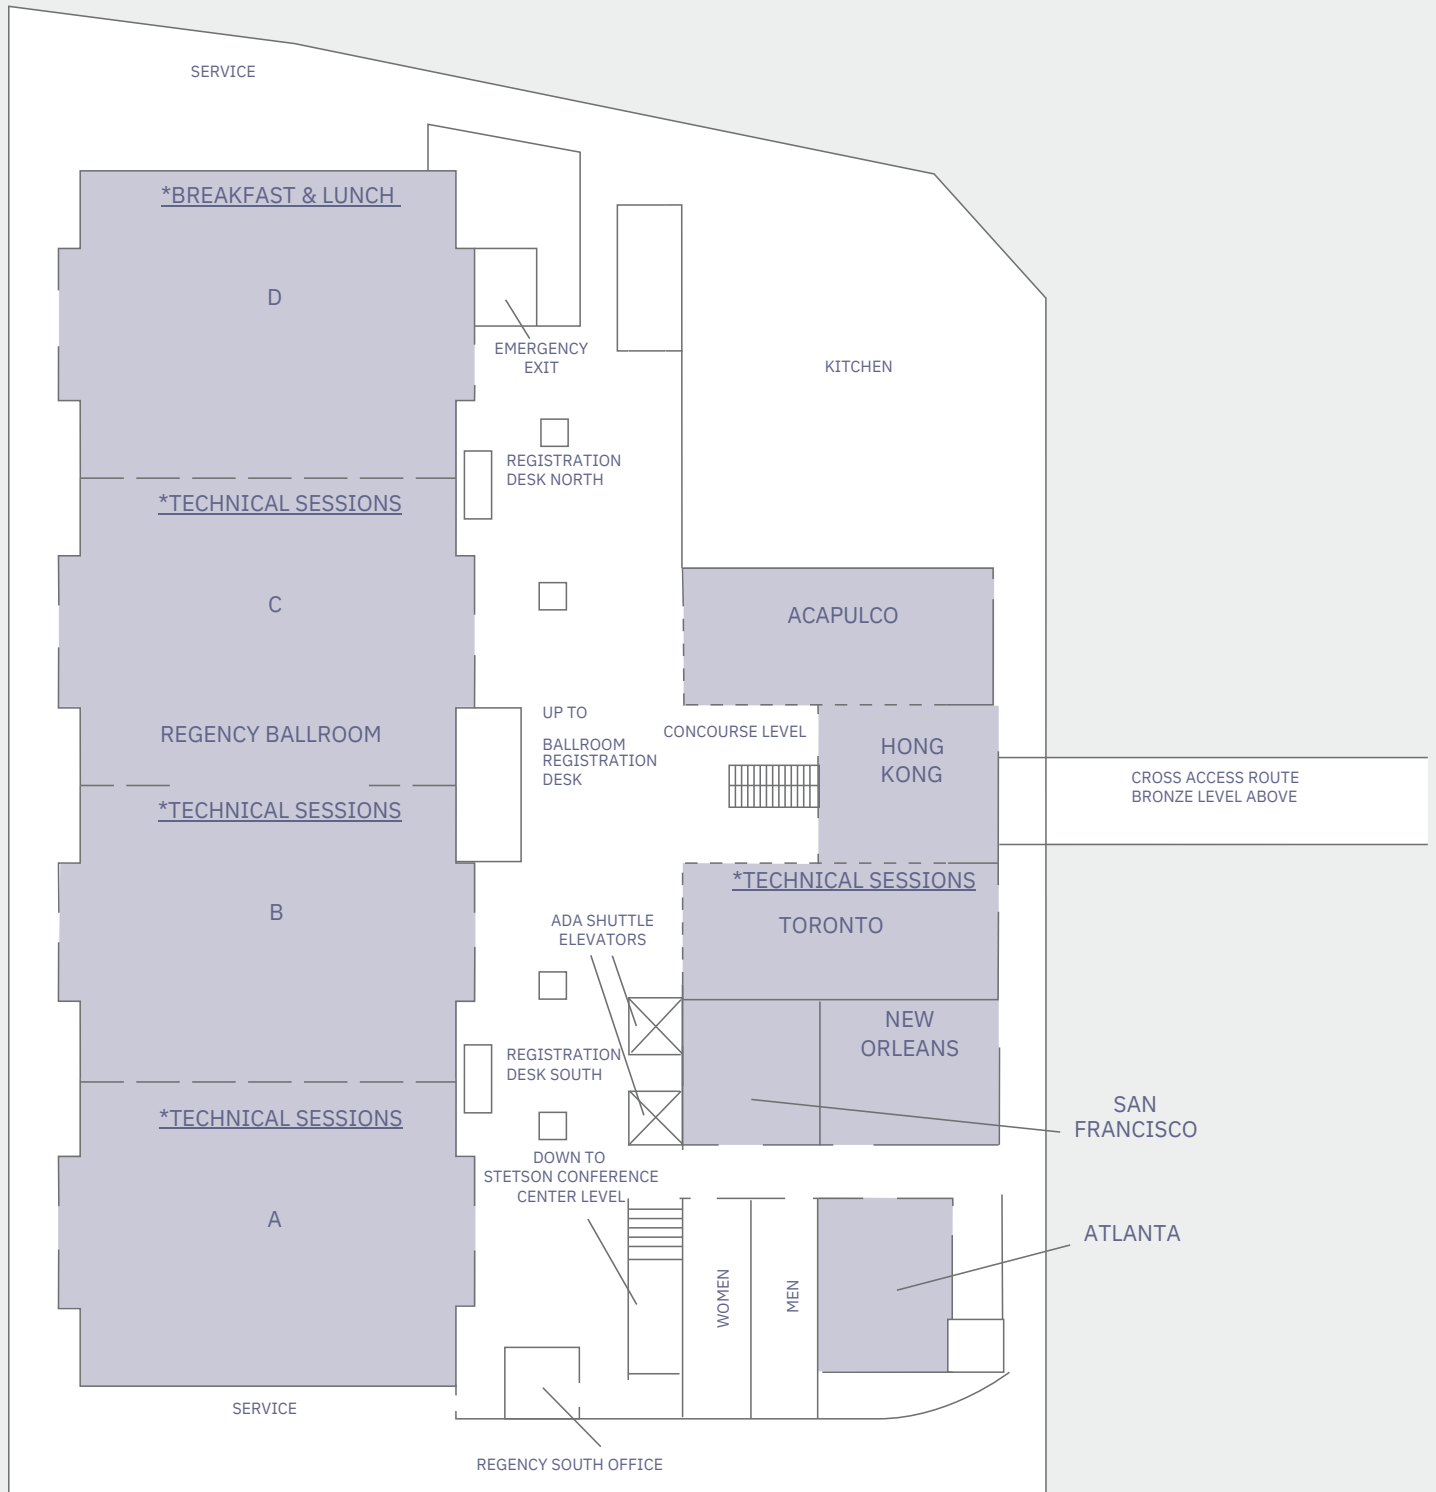 SERVICE
*BREAKFAST & LUNCH
D
EMERGENCY
EXIT
KITCHEN
REGISTRATION
DESK NORTH
*TECHNICAL SESSIONS
C
ACAPULCO
REGENCY BALLROOM
UP TO
BALLROOM
REGISTRATION
DESK
CONCOURSE LEVEL
HONG
KONG
CROSS ACCESS ROUTE
BRONZE LEVEL ABOVE
*TECHNICAL SESSIONS
B
*TECHNICAL SESSIONS
TORONTO
ADA SHUTTLE
ELEVATORS
NEW
ORLEANS
REGISTRATION
DESK SOUTH
SAN
FRANCISCO
*TECHNICAL SESSIONS
A
DOWN TO
STETSON CONFERENCE
CENTER LEVEL
WOMEN
MEN
ATLANTA
SERVICE
REGENCY SOUTH OFFICE